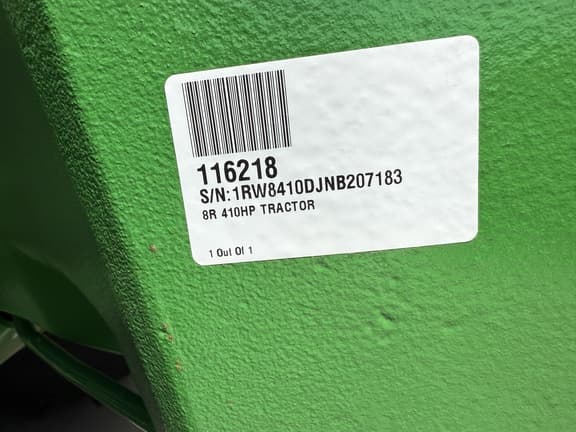 116218
S/N:1RW8410DJNB207183
8R 410HP TRACTOR
1 Out Of 1